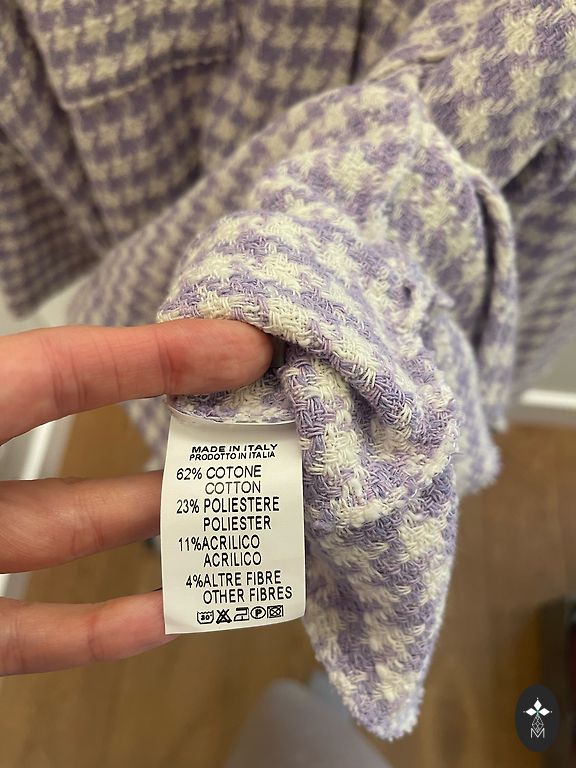 MADE IN ITALY
PRODOTTO IN ITALIA
62% COTONE
COTTON
23% POLIESTERE
POLIESTER
11%ACRILICO
ACRILICO
4%ALTRE FIBRE
OTHER FIBRES
30
P
M